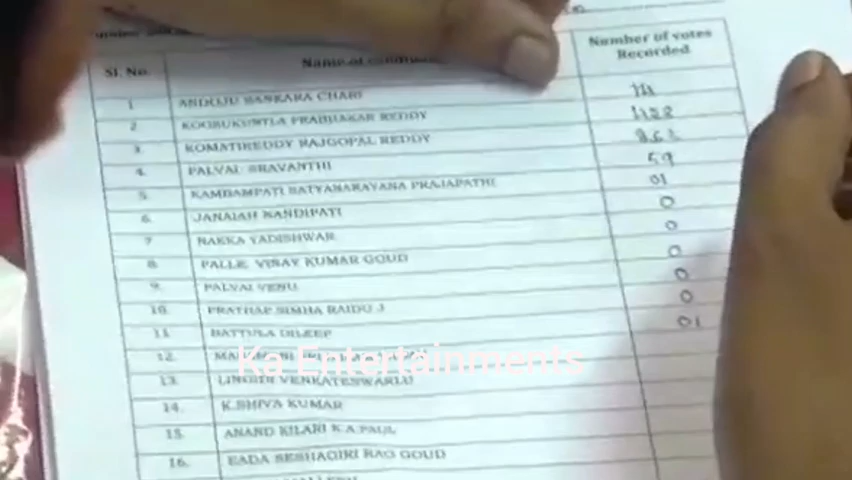 Number of votes
Recorded
Sl. No.
Name of
1 ANDOJU SANKARA CHARI
2 KOOSUKUNTLA PRABHAKAR REDDY
3. KOMATIREDDY RAJGOPAL REDDY
4. PALVAI SRAVANTHI 59
5. KAMBAMPATI SATYANARAYANA PRAJAPATHI 01
6. JANAIAH NANDIPATI 0
7 NAKKA YADISHWAR 0
8. PALLE VINAY KUMAR GOUD 0
9. PALVAI VENU 0
10. PRATHAP SIMHA RAIDU J 0
11. BATTULA DILEEP 01
12.
13. LINGIDI VENKATESWARLU
14. K.SHIVA KUMAR
15. ANAND KILARI K.A.PAUL
16. EADA SESHAGIRI RAO GOUD
Ka Entertainments